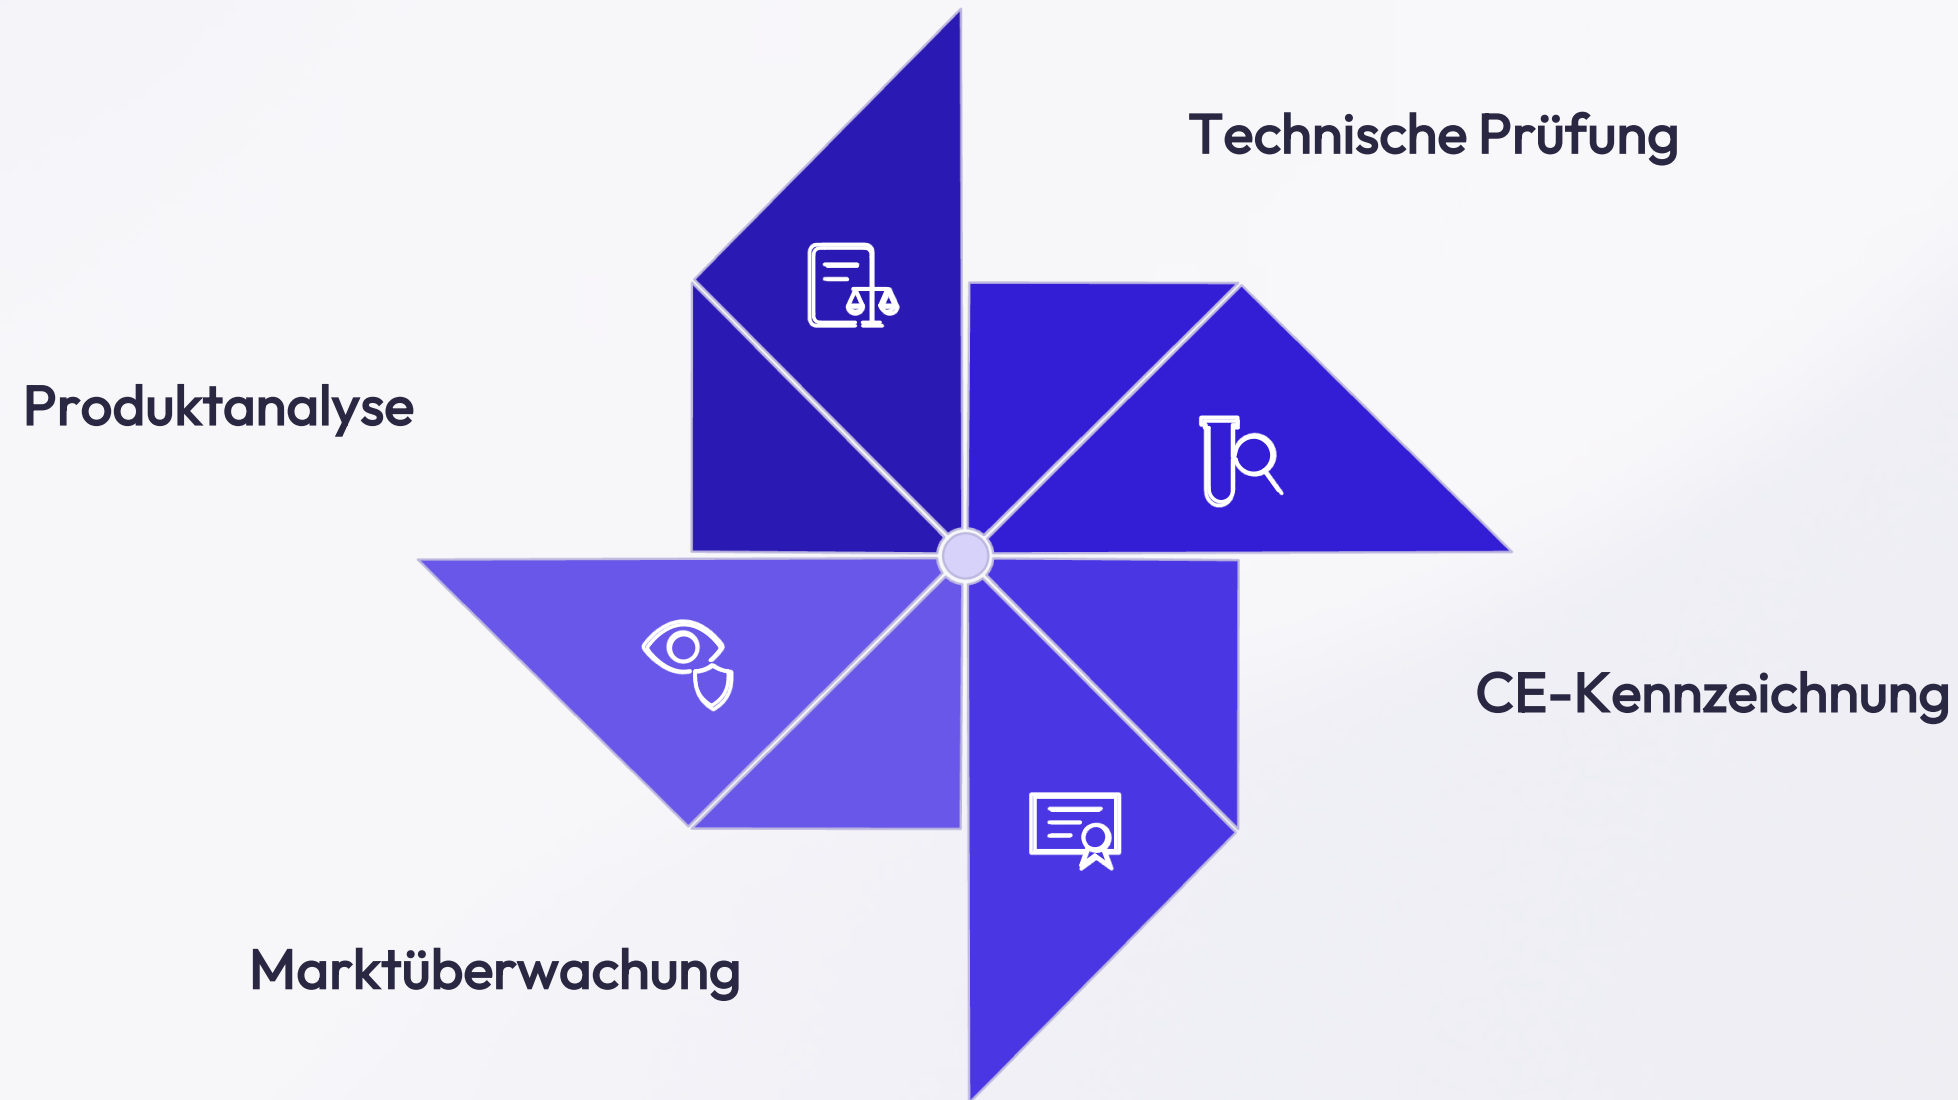 Technische Prüfung
Produktanalyse
CE-Kennzeichnung
Marktüberwachung